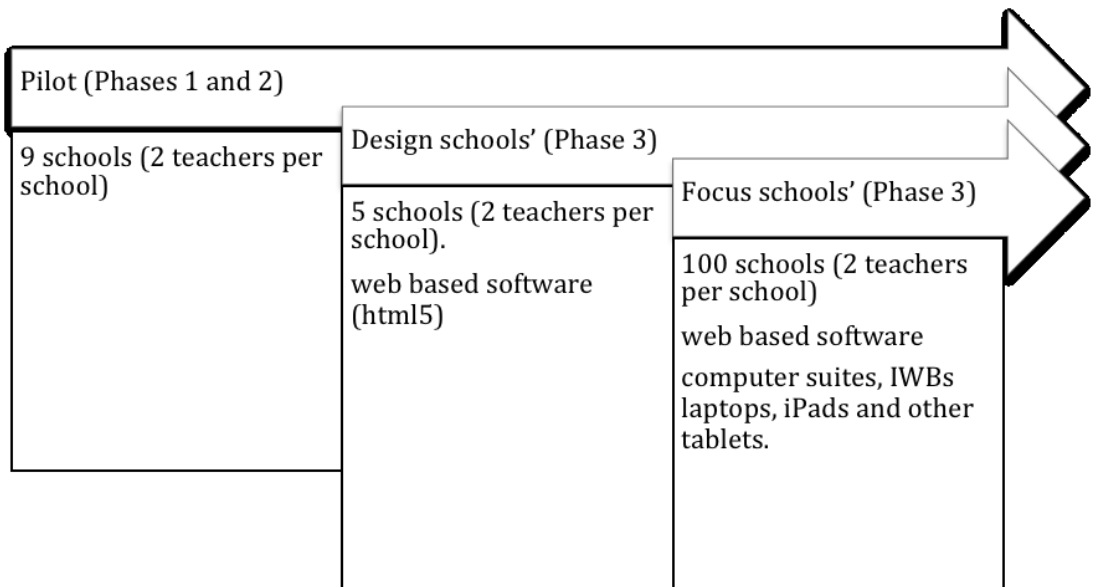 Pilot (Phases 1 and 2)
9 schools (2 teachers per
school)
Design schools’ (Phase 3)
5 schools (2 teachers per
school).
web based software
(html5)
Focus schools’ (Phase 3)
100 schools (2 teachers
per school)
web based software
computer suites, IWBs
laptops, iPads and other
tablets.